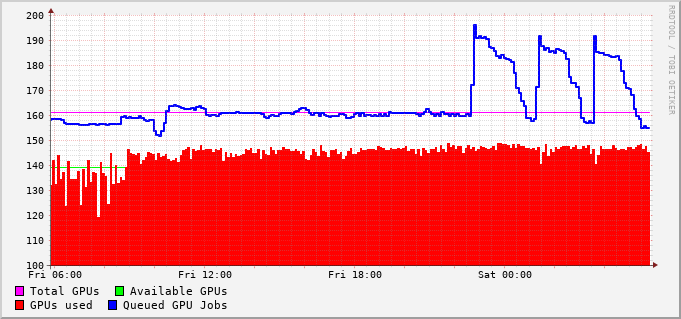 200
190
180
170
160
150
140
130
120
110
100
Fri 06:00 Fri 12:00 Fri 18:00 Sat 00:00
Total GPUs Available GPUs
GPUs used Queued GPU Jobs
RRDTOOL / TOBI OETIKER